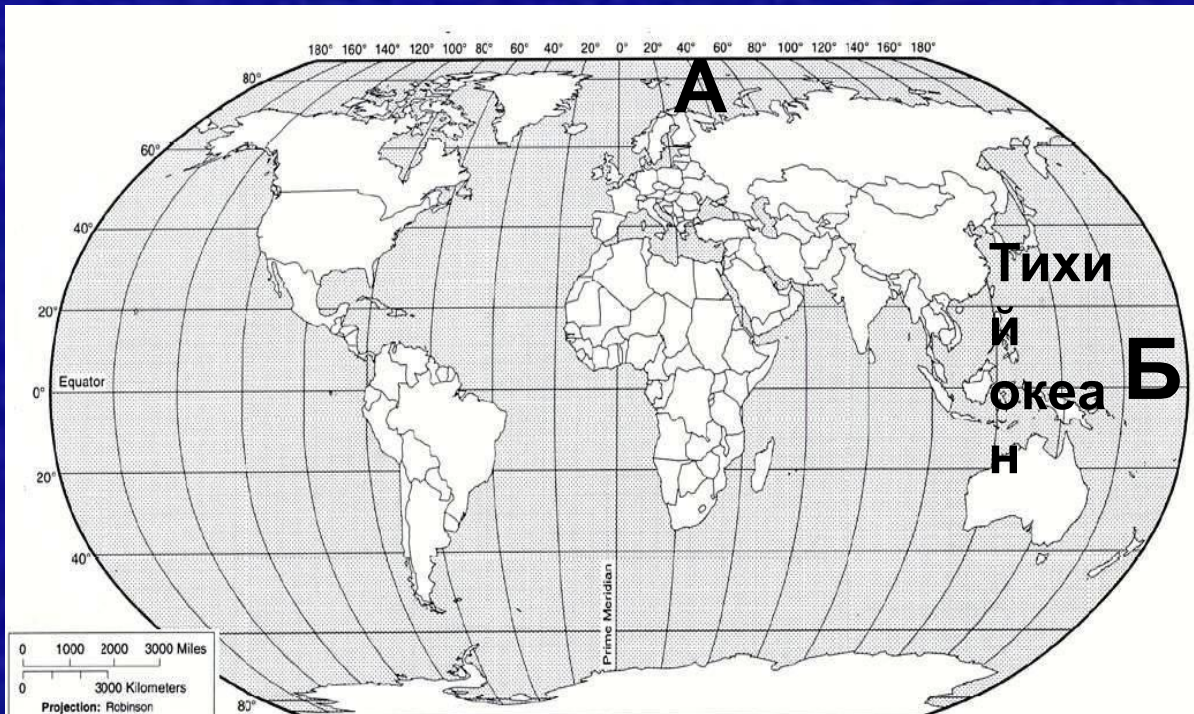 180° 160° 140° 120° 100° 80° 60° 40° 20° 0° 20° 40° 60° 80° 100° 120° 140° 160° 180°
А
80°
60°
40°
Тихи
й
океа
н
20°
Б
Equator
0°
20°
40°
Prime Meridian
0 1000 2000 3000 Miles
0 3000 Kilometers
Projection: Robinson
80°